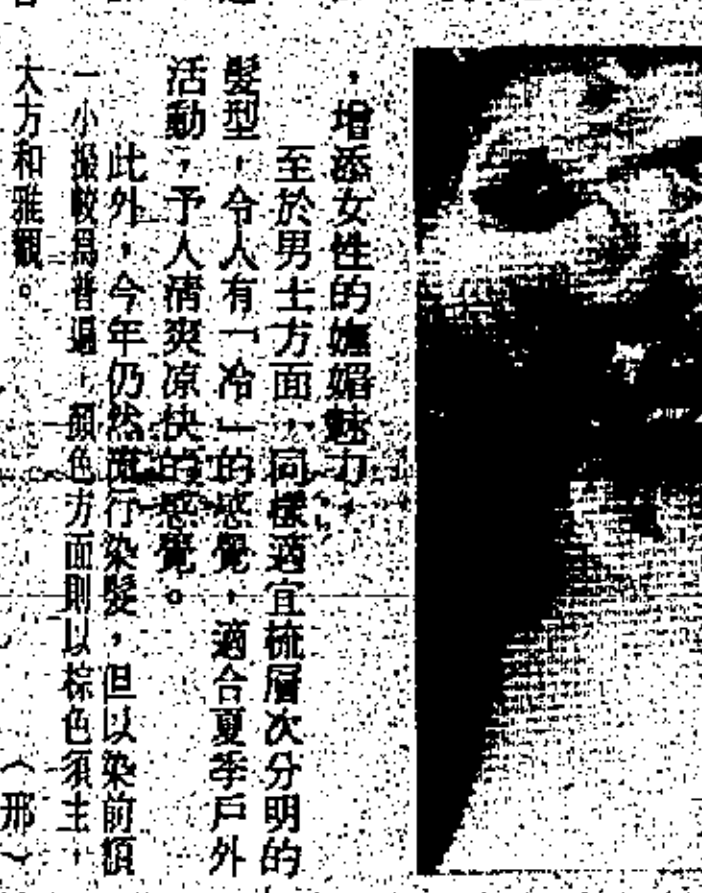 ，增添女性的嫵媚魅力，
至於男士方面，同樣適宜梳層次分明的
髮型，令人有「冷」的感覺，適合夏季戶外
活動，予人清爽凉快的感覺。
此外，今年仍然流行染髮，但以染前額
一小撮較為普遍，顏色方面則以棕色須主，
大方和雅觀。（邢）